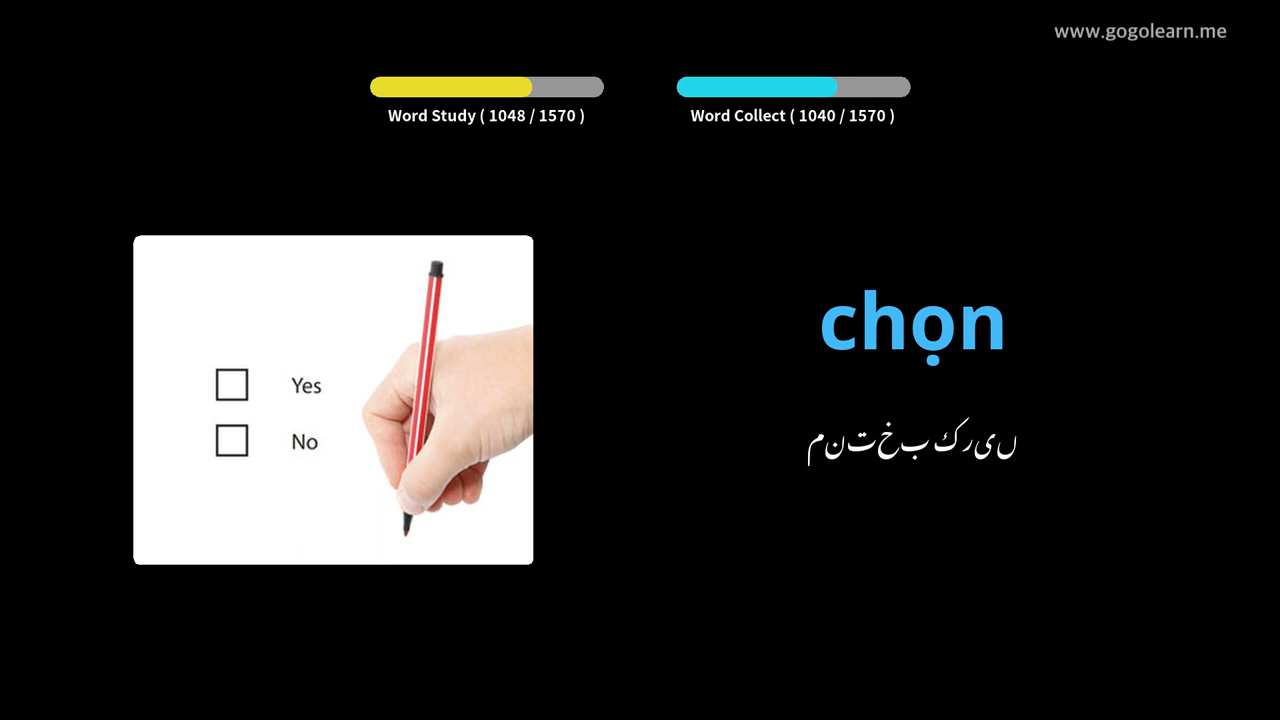 www.gogolearn.me
Word Study ( 1048 / 1570 )
Word Collect ( 1040 / 1570 )
Yes
No
chọn
منتخب کریں